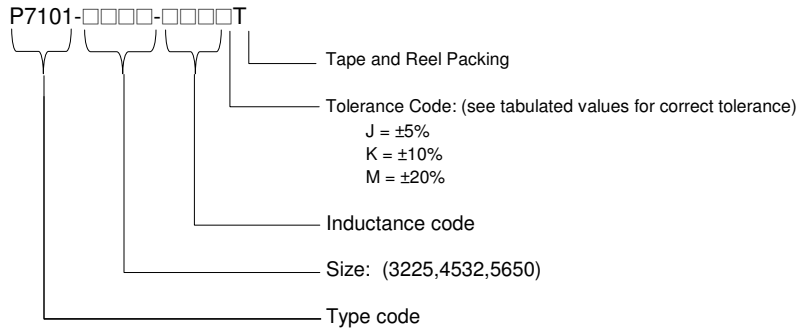 P7101-□□□□-□□□□T
Tape and Reel Packing
Tolerance Code: (see tabulated values for correct tolerance)
J = ±5%
K = ±10%
M = ±20%
Inductance code
Size: (3225,4532,5650)
Type code